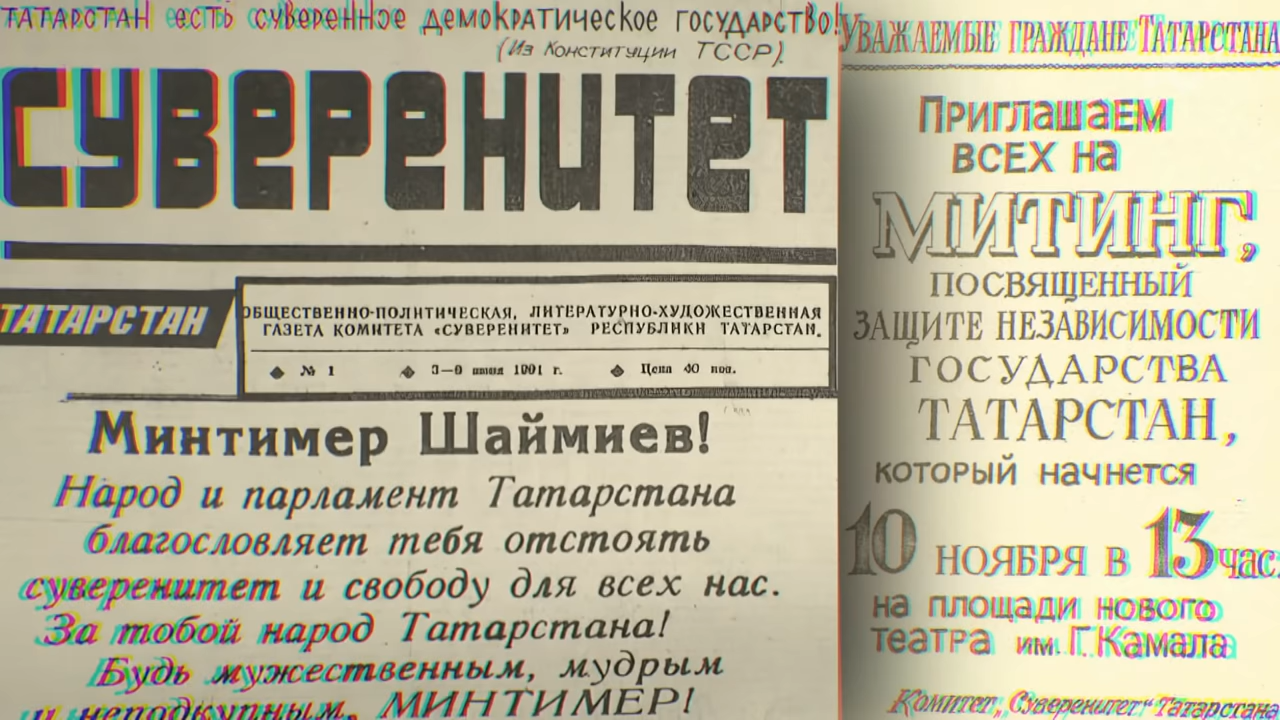 ТАТАРСТАН есть суверенное демократическое государство!
(Из Конституции ТССР).
Суверенитет
ТАТАРСТАН
ОБЩЕСТВЕННО-ПОЛИТИЧЕСКАЯ, ЛИТЕРАТУРНО-ХУДОЖЕСТВЕННАЯ
ГАЗЕТА КОМИТЕТА «СУВЕРЕНИТЕТ» РЕСПУБЛИКИ ТАТАРСТАН.
№ 1 1991 г. Цена 40 коп.
Минтимер Шаймиев!
Народ и парламент Татарстана
благословляет тебя отстоять
суверенитет и свободу для всех нас.
За тобой народ Татарстана!
Будь мужественным, мудрым
и неподкупным, МИНТИМЕР!
УВАЖАЕМЫЕ ГРАЖДАНЕ ТАТАРСТАНА
Приглашаем
ВСЕХ на
МИТИНГ,
ПОСВЯЩЕННЫЙ
ЗАЩИТЕ НЕЗАВИСИМОСТИ
ГОСУДАРСТВА
ТАТАРСТАН,
который начнется
10 НОЯБРЯ В 13 час.
на площади нового
театра им. Г. Камала
Комитет „Суверенитет“ Татарстана